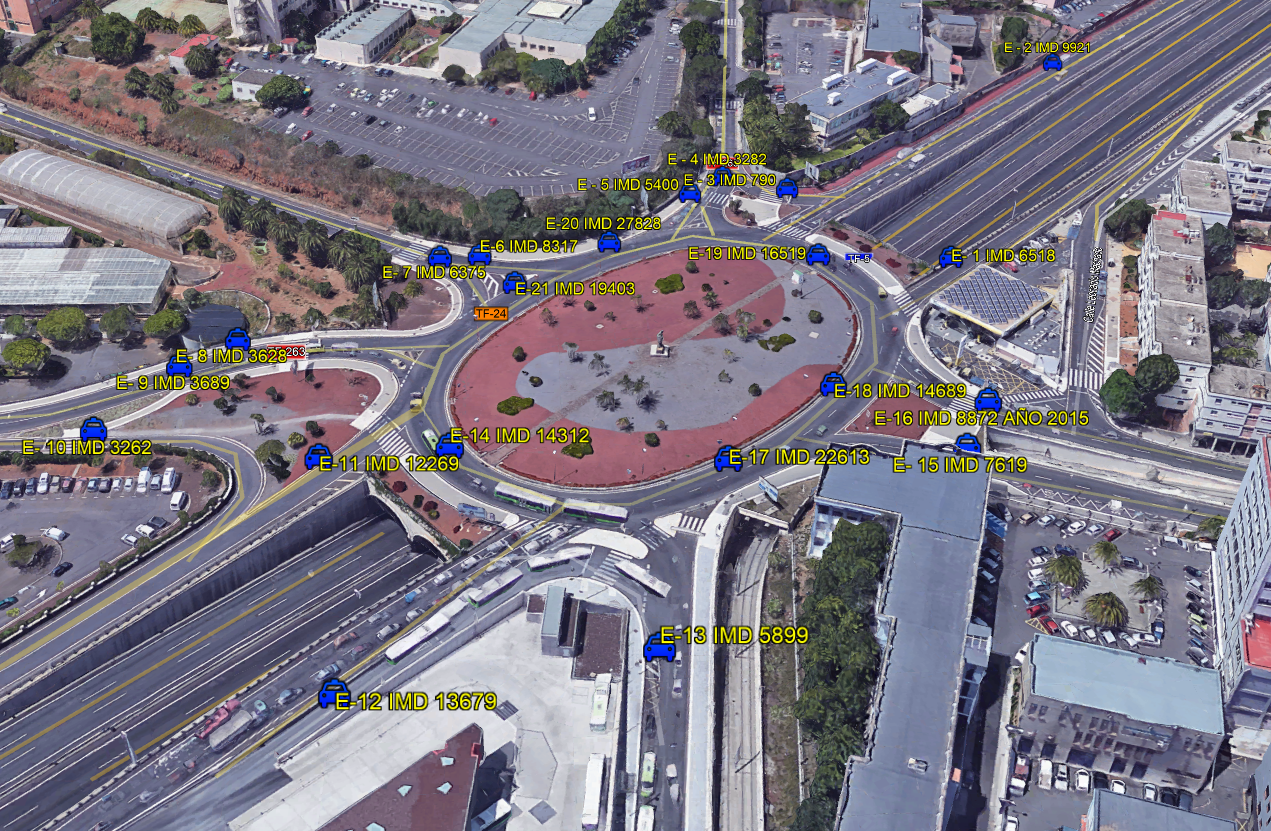 E - 2 IMD 9921
E - 4 IMD 3282
E - 3 IMD 790
E - 5 IMD 5400
E-20 IMD 27828
E-6 IMD 8317
E-19 IMD 16519
TF-5
E- 1 IMD 6518
E- 7 IMD 6375
E-21 IMD 19403
TF-24
E- 8 IMD 3628
E- 9 IMD 3689
E-18 IMD 14689
E-16 IMD 8872 AÑO 2015
E-14 IMD 14312
E- 10 IMD 3262
E-11 IMD 12269
E-17 IMD 22613
E- 15 IMD 7619
E-13 IMD 5899
E-12 IMD 13679